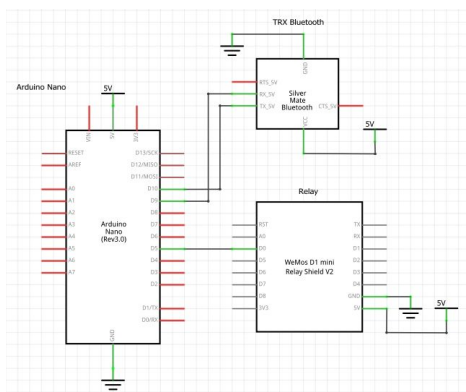 TRX Bluetooth
GND
RTS_5V
RX_5V
TX_5V
CTS_5V
Silver
Mate
Bluetooth
VCC
5V
Arduino Nano
5V
VIN
5V
3V3
RESET
AREF
A0
A1
A2
A3
A4
A5
A6
A7
D13/SCK
D12/MISO
D11/MOSI
D10
D9
D8
D7
D6
D5
D4
D3
D2
D1/TX
D0/RX
Arduino
Nano
(Rev3.0)
GND
Relay
RST
A0
D0
D5
D6
D7
D8
3V3
TX
RX
D1
D2
D3
D4
GND
5V
WeMos D1 mini
Relay Shield V2
5V